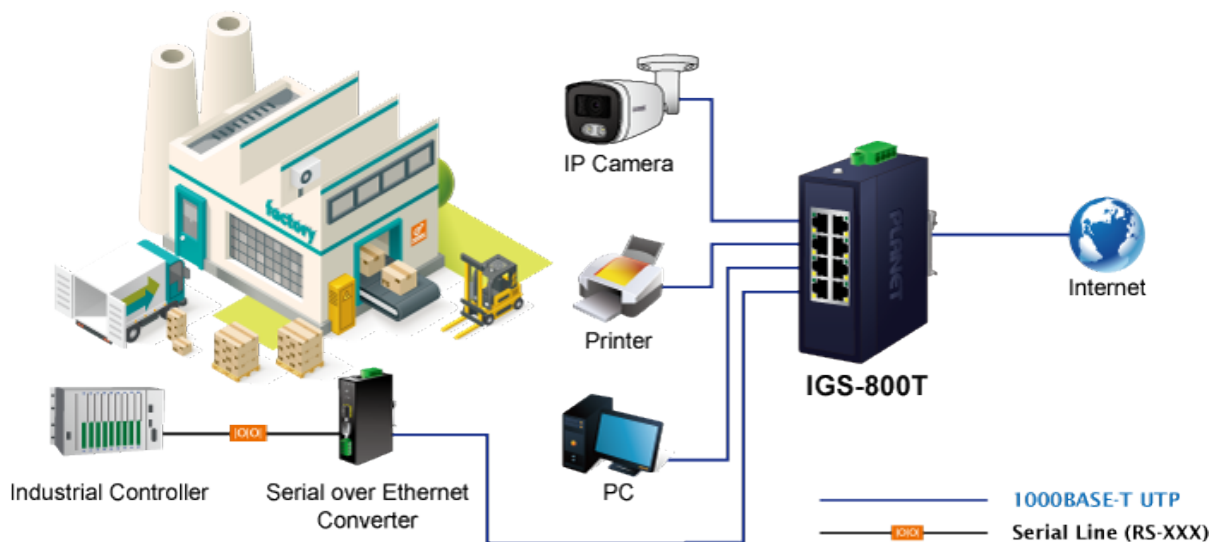 factory
IP Camera
PLANET
Internet
Printer
IGS-800T
|O|O|
Industrial Controller
Serial over Ethernet
Converter
PC
1000BASE-T UTP
|O|O|
Serial Line (RS-XXX)